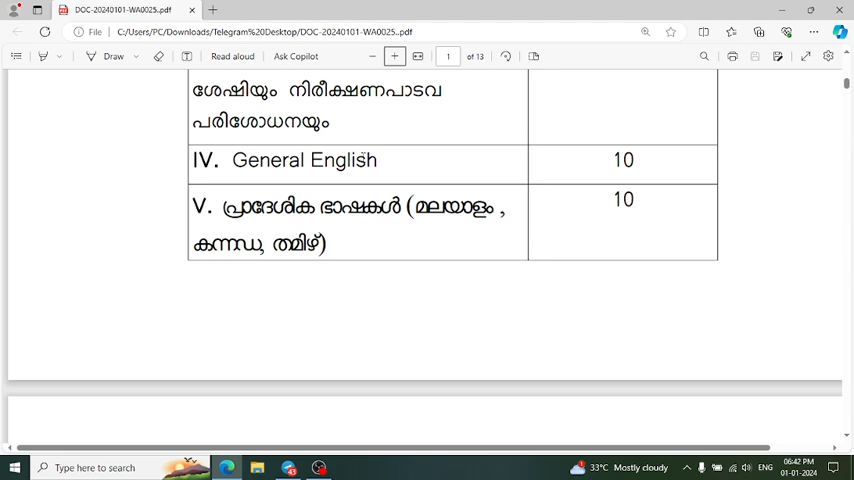 DOC-20240101-WA0025..pdf
File
C:/Users/PC/Downloads/Telegram%20Desktop/DOC-20240101-WA0025..pdf
Draw
Read aloud
Ask Copilot
1
of 13
ശേഷിയും നിരീക്ഷണപാടവ
പരിശോധനയും
IV. General English
10
V. പ്രാദേശിക ഭാഷകൾ (മലയാളം ,
കന്നഡ, തമിഴ്)
10
Type here to search
43
33°C Mostly cloudy
ENG
06:42 PM
01-01-2024